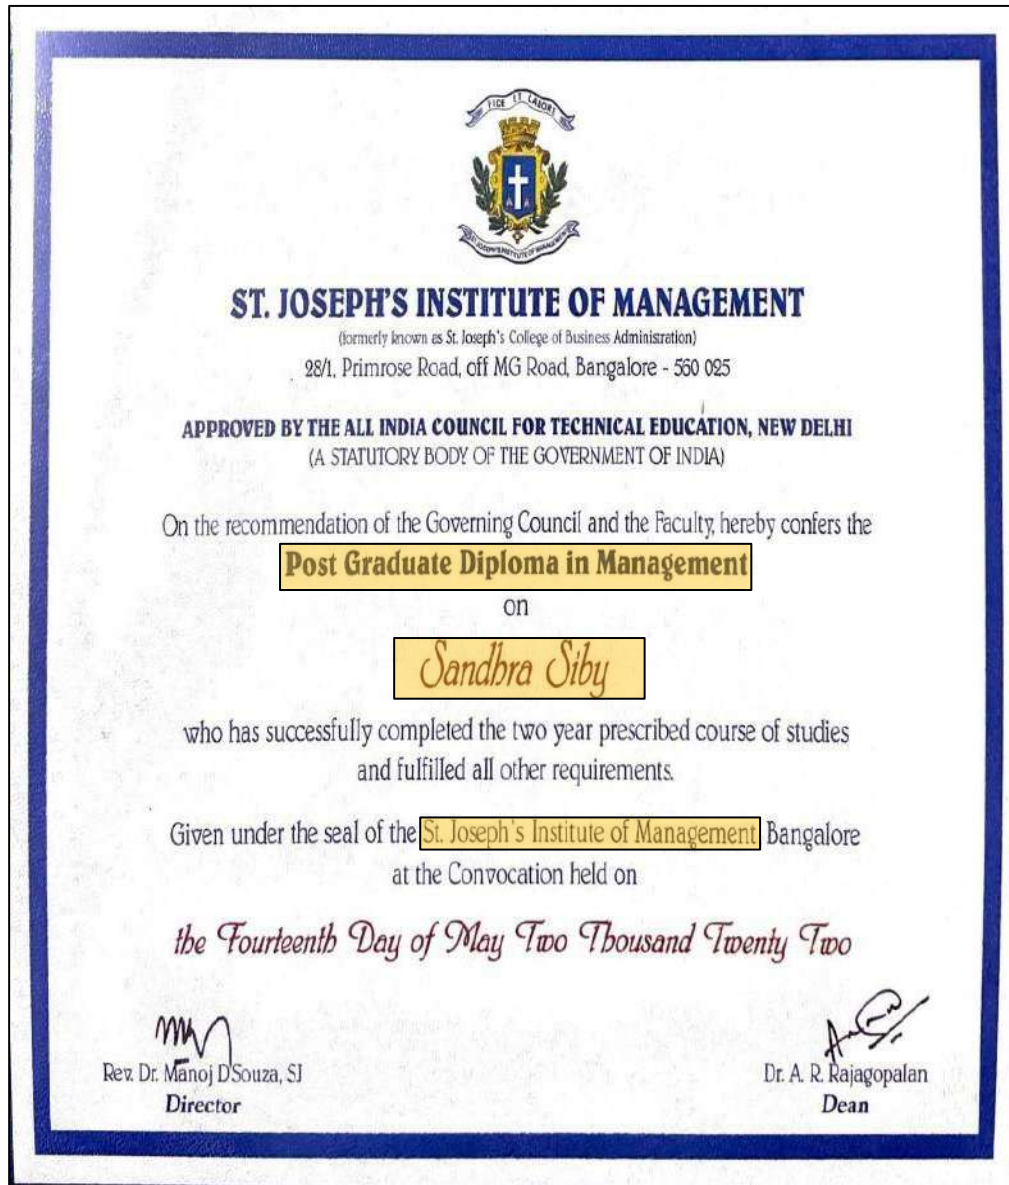 FIDE ET LABORE
ST JOSEPH'S INSTITUTE OF MANAGEMENT
ST. JOSEPH'S INSTITUTE OF MANAGEMENT
(formerly known as St. Joseph's College of Business Administration)
28/1, Primrose Road, off MG Road, Bangalore - 560 025
APPROVED BY THE ALL INDIA COUNCIL FOR TECHNICAL EDUCATION, NEW DELHI
(A STATUTORY BODY OF THE GOVERNMENT OF INDIA)
On the recommendation of the Governing Council and the Faculty, hereby confers the
Post Graduate Diploma in Management
on
Sandhra Siby
who has successfully completed the two year prescribed course of studies
and fulfilled all other requirements.
Given under the seal of the St. Joseph's Institute of Management Bangalore
at the Convocation held on
the Fourteenth Day of May Two Thousand Twenty Two
Rev. Dr. Manoj D'Souza, SJ Dr. A. R. Rajagopalan
Director Dean